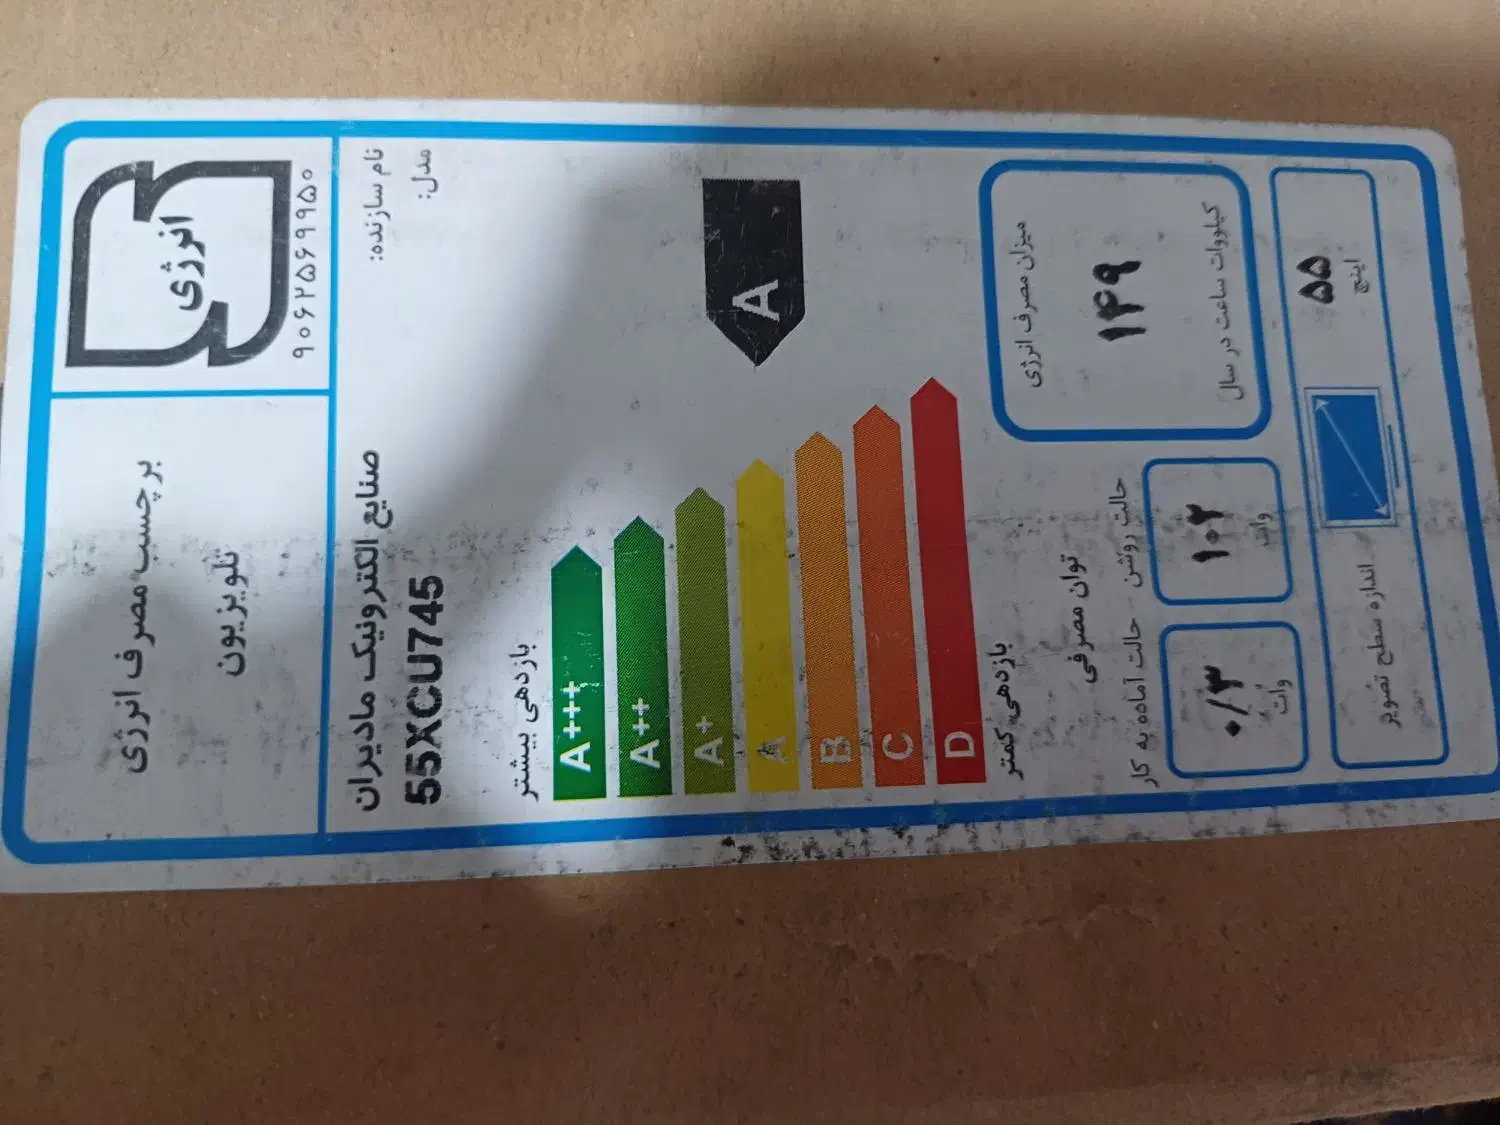 برچسب مصرف انرژی
تلویزیون
انرژی
۹۰۶۲۵۶۹۹۵۰
نام سازنده: صنایع الکترونیک مادیران
مدل: 55XCU745
بازدهی بیشتر
A+++
A++
A+
A
B
C
D
A
بازدهی کمتر
میزان مصرف انرژی
۱۴۹
کیلووات ساعت در سال
توان مصرفی
حالت آماده به کار - حالت روشن
۰/۳
وات
۱۰۲
وات
اندازه سطح تصویر
۵۵
اینچ